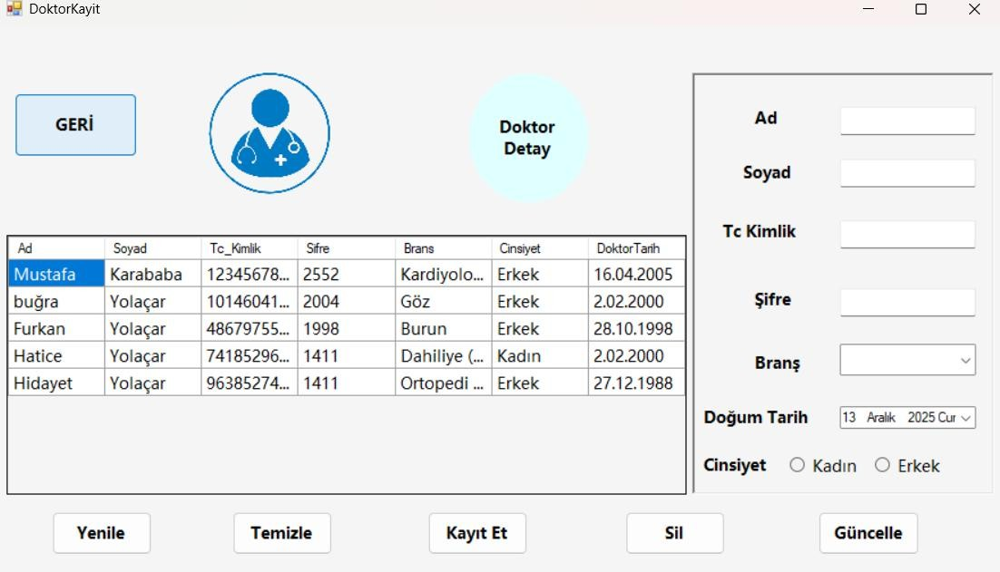 DoktorKayit
GERİ
Doktor
Detay
Ad Soyad Tc_Kimlik Sifre Brans Cinsiyet DoktorTarih
Mustafa Karababa 12345678... 2552 Kardiyolo... Erkek 16.04.2005
buğra Yolaçar 10146041... 2004 Göz Erkek 2.02.2000
Furkan Yolaçar 48679755... 1998 Burun Erkek 28.10.1998
Hatice Yolaçar 74185296... 1411 Dahiliye (... Kadın 2.02.2000
Hidayet Yolaçar 96385274... 1411 Ortopedi ... Erkek 27.12.1988
Ad
Soyad
Tc Kimlik
Şifre
Branş
Doğum Tarih 13 Aralık 2025 Cur
Cinsiyet Kadın Erkek
Yenile Temizle Kayıt Et Sil Güncelle